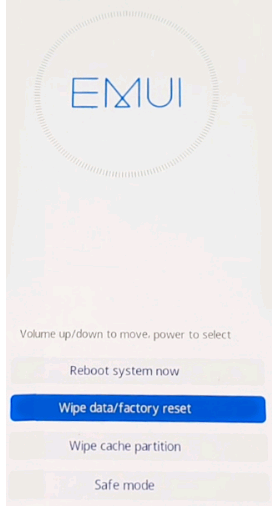 EMUI
Volume up/down to move, power to select
Reboot system now
Wipe data/factory reset
Wipe cache partition
Safe mode